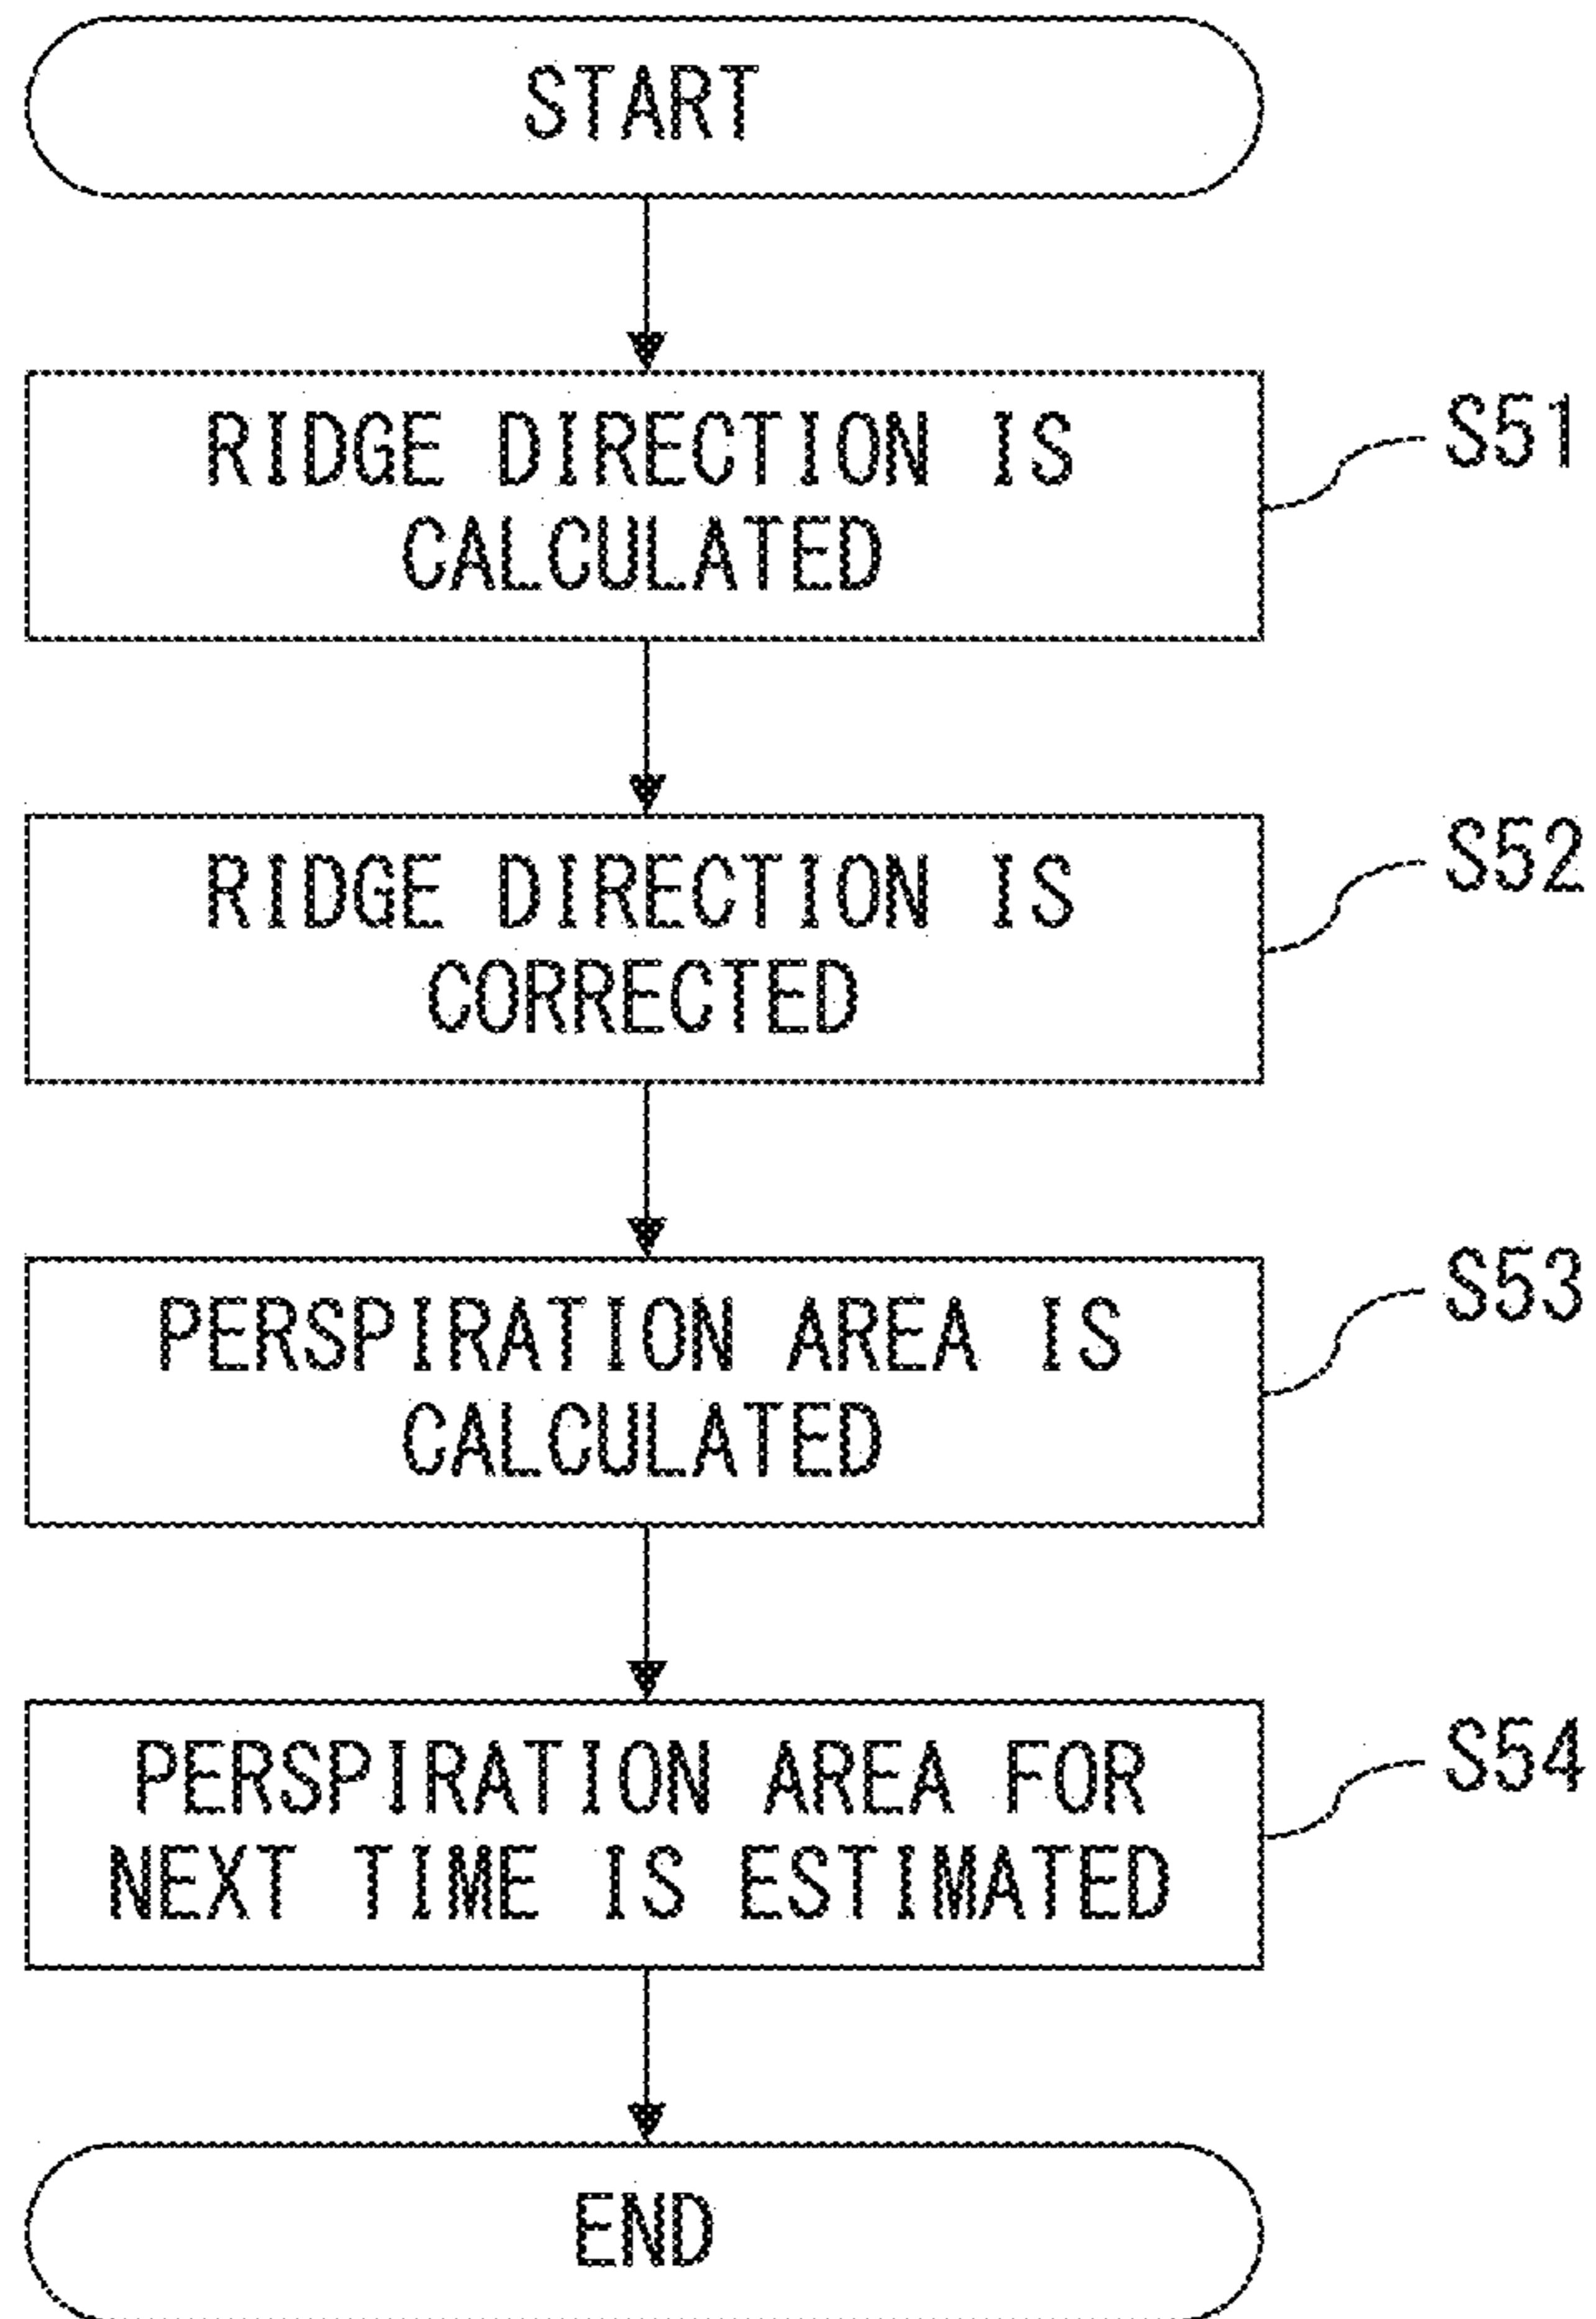 START
RIDGE DIRECTION IS
CALCULATED
S51
RIDGE DIRECTION IS
CORRECTED
S52
PERSPIRATION AREA IS
CALCULATED
S53
PERSPIRATION AREA FOR
NEXT TIME IS ESTIMATED
S54
END